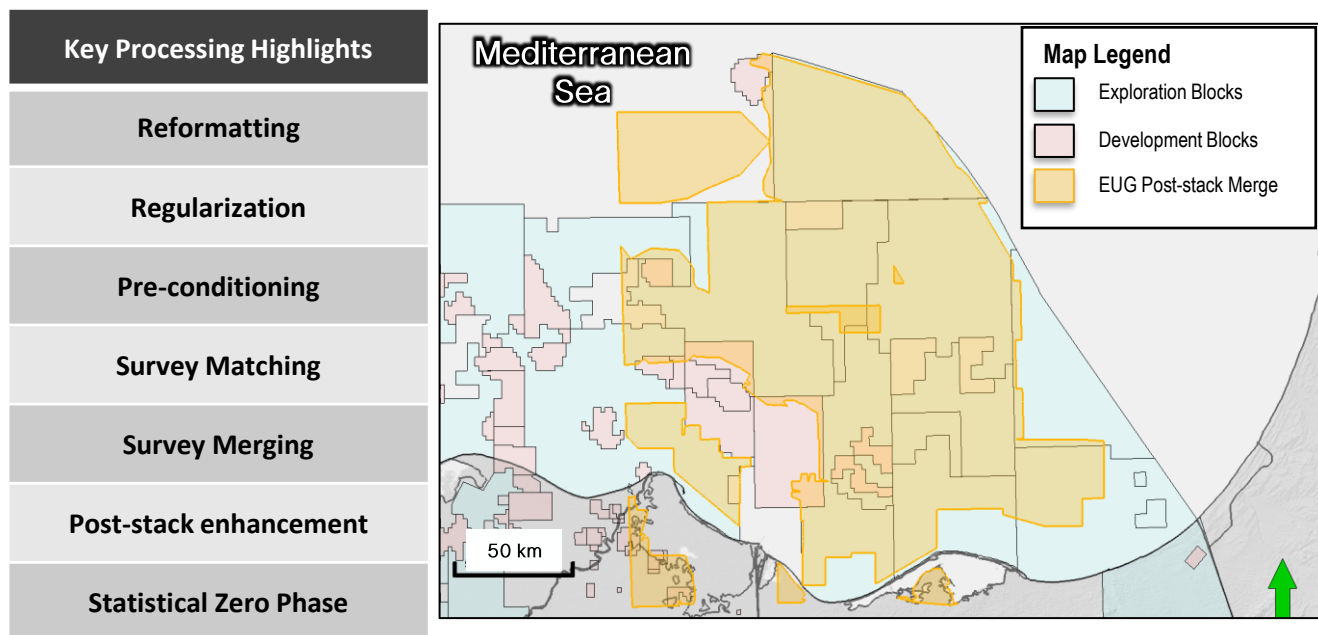 Key Processing Highlights
Reformatting
Regularization
Pre-conditioning
Survey Matching
Survey Merging
Post-stack enhancement
Statistical Zero Phase
Mediterranean
Sea
Map Legend
Exploration Blocks
Development Blocks
EUG Post-stack Merge
50 km